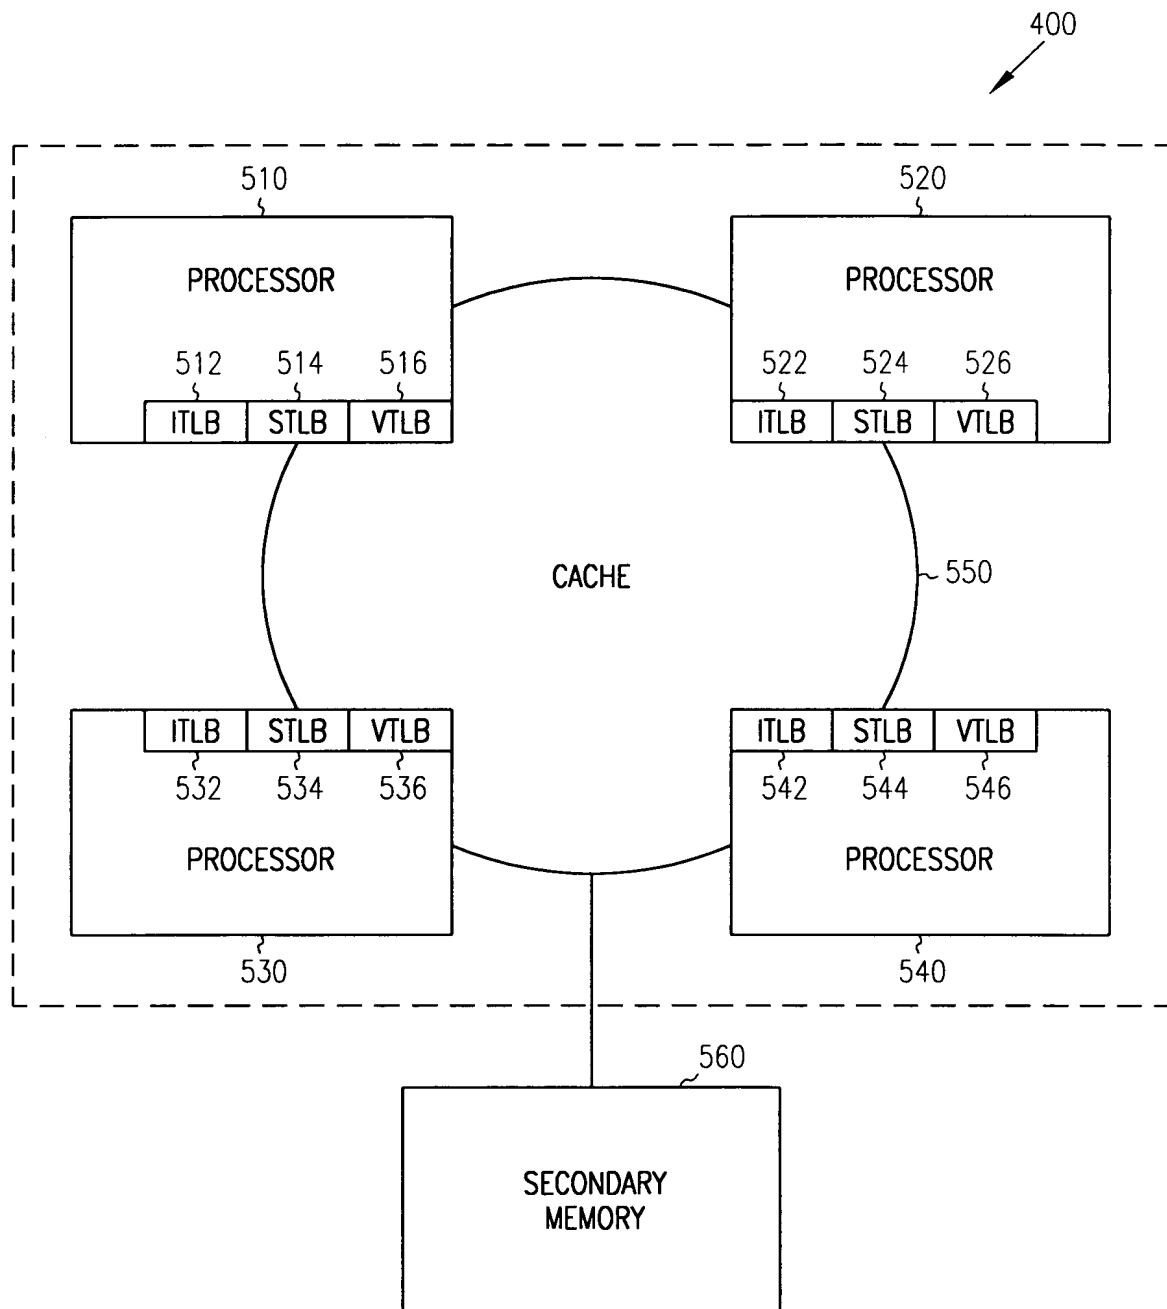 400
510 520
PROCESSOR PROCESSOR
512 514 516 522 524 526
ITLB STLB VTLB ITLB STLB VTLB
CACHE 550
ITLB STLB VTLB ITLB STLB VTLB
532 534 536 542 544 546
PROCESSOR PROCESSOR
530 540
560
SECONDARY
MEMORY